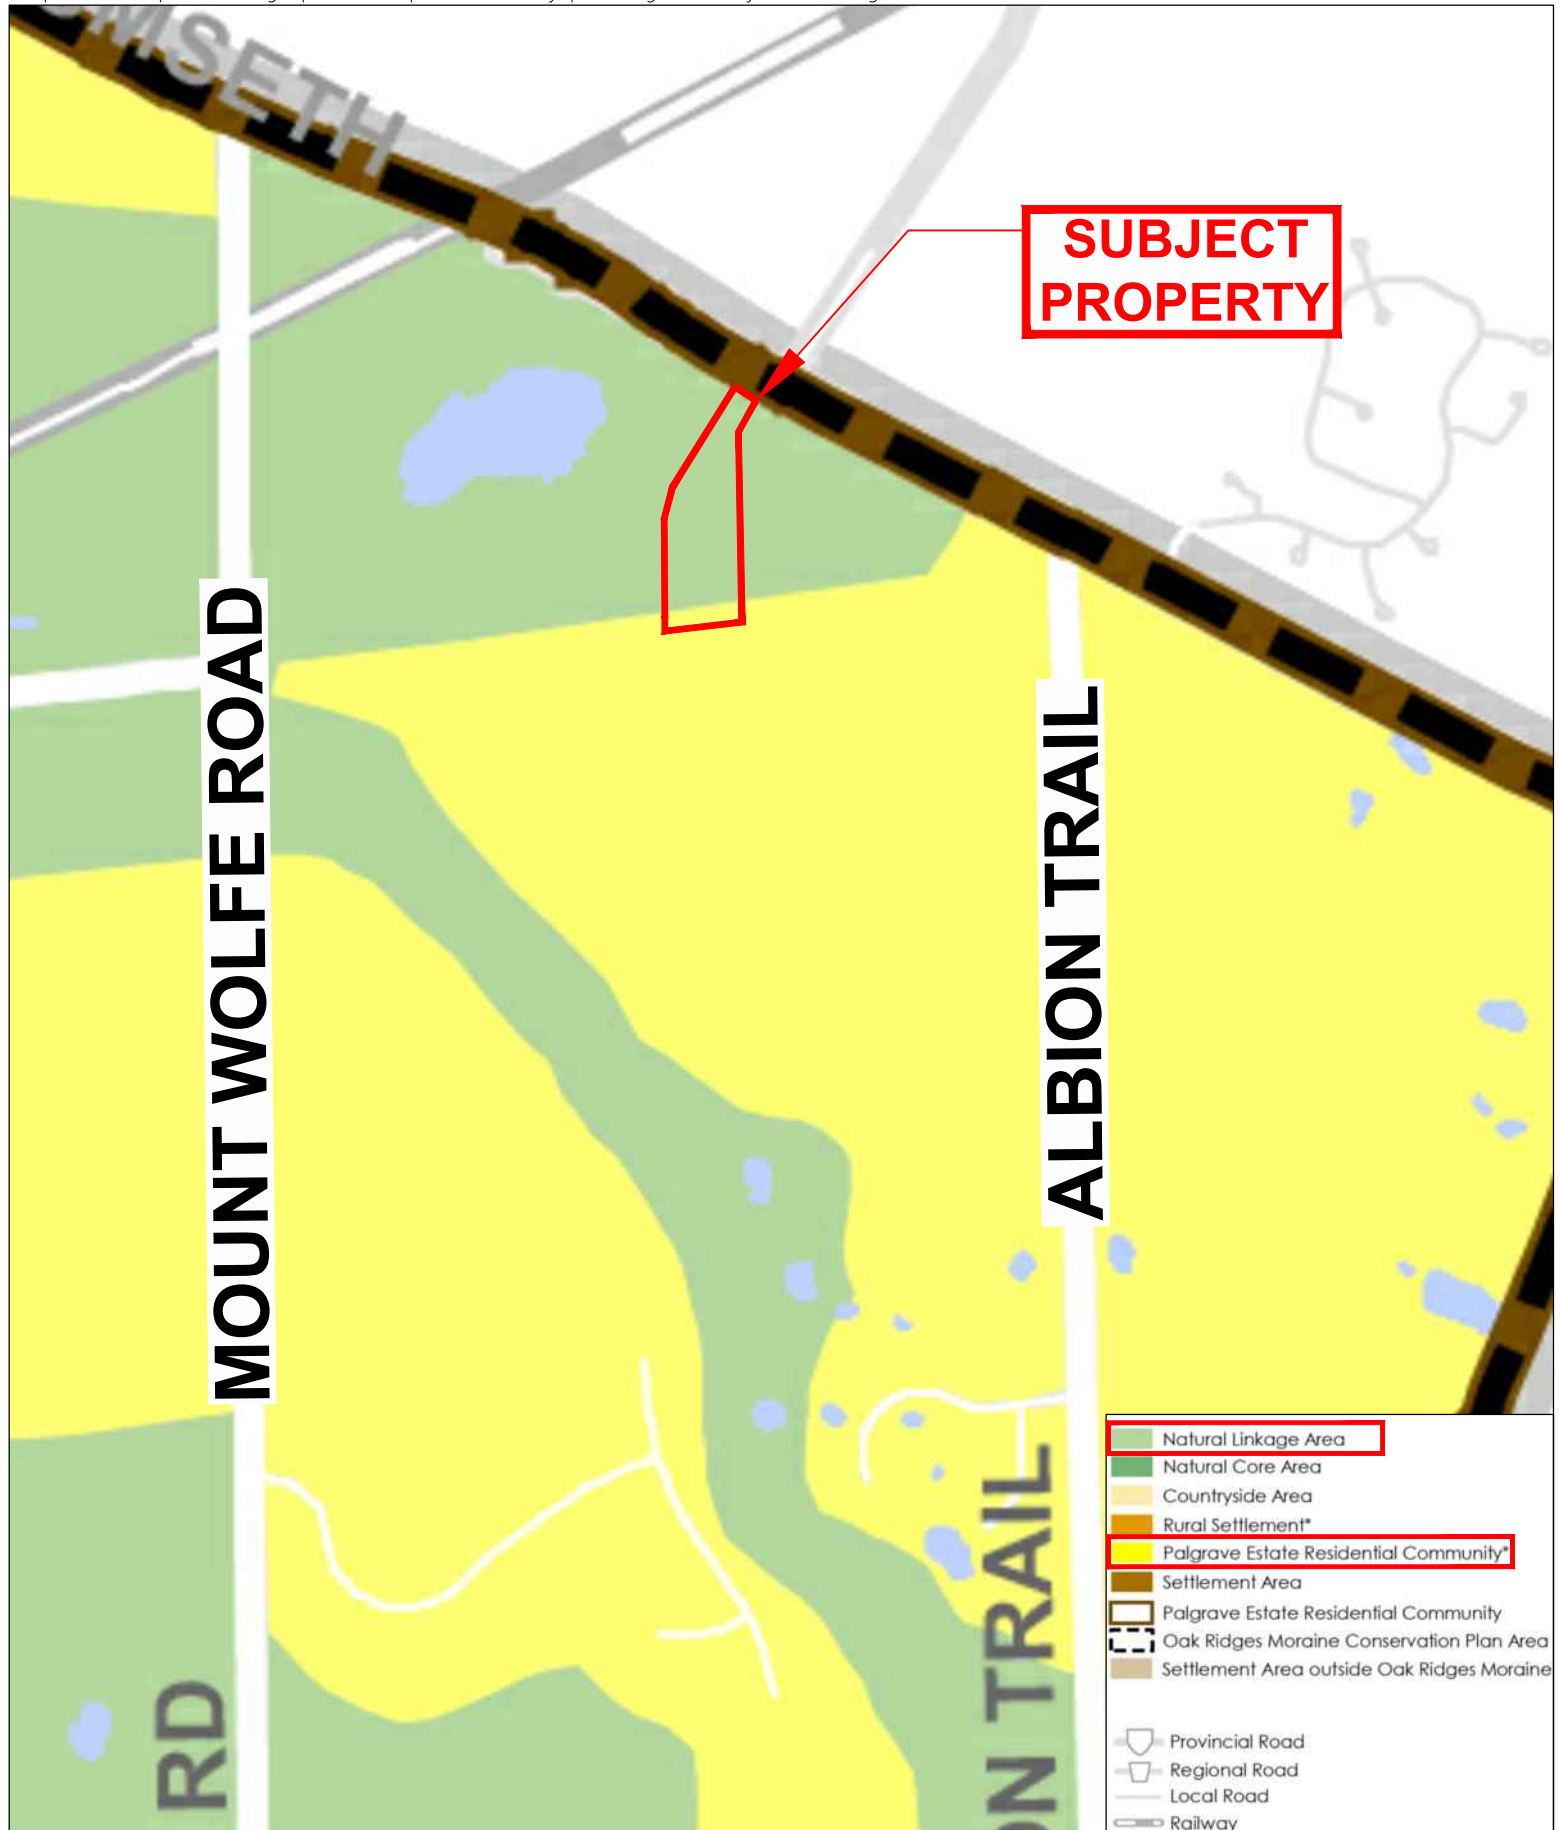 OMSETH
SUBJECT
PROPERTY
MOUNT WOLFE ROAD
ALBION TRAIL
RD
ON TRAIL
Natural Linkage Area
Natural Core Area
Countryside Area
Rural Settlement*
Palgrave Estate Residential Community*
Settlement Area
Palgrave Estate Residential Community
Oak Ridges Moraine Conservation Plan Area
Settlement Area outside Oak Ridges Moraine
Provincial Road
Regional Road
Local Road
Railway